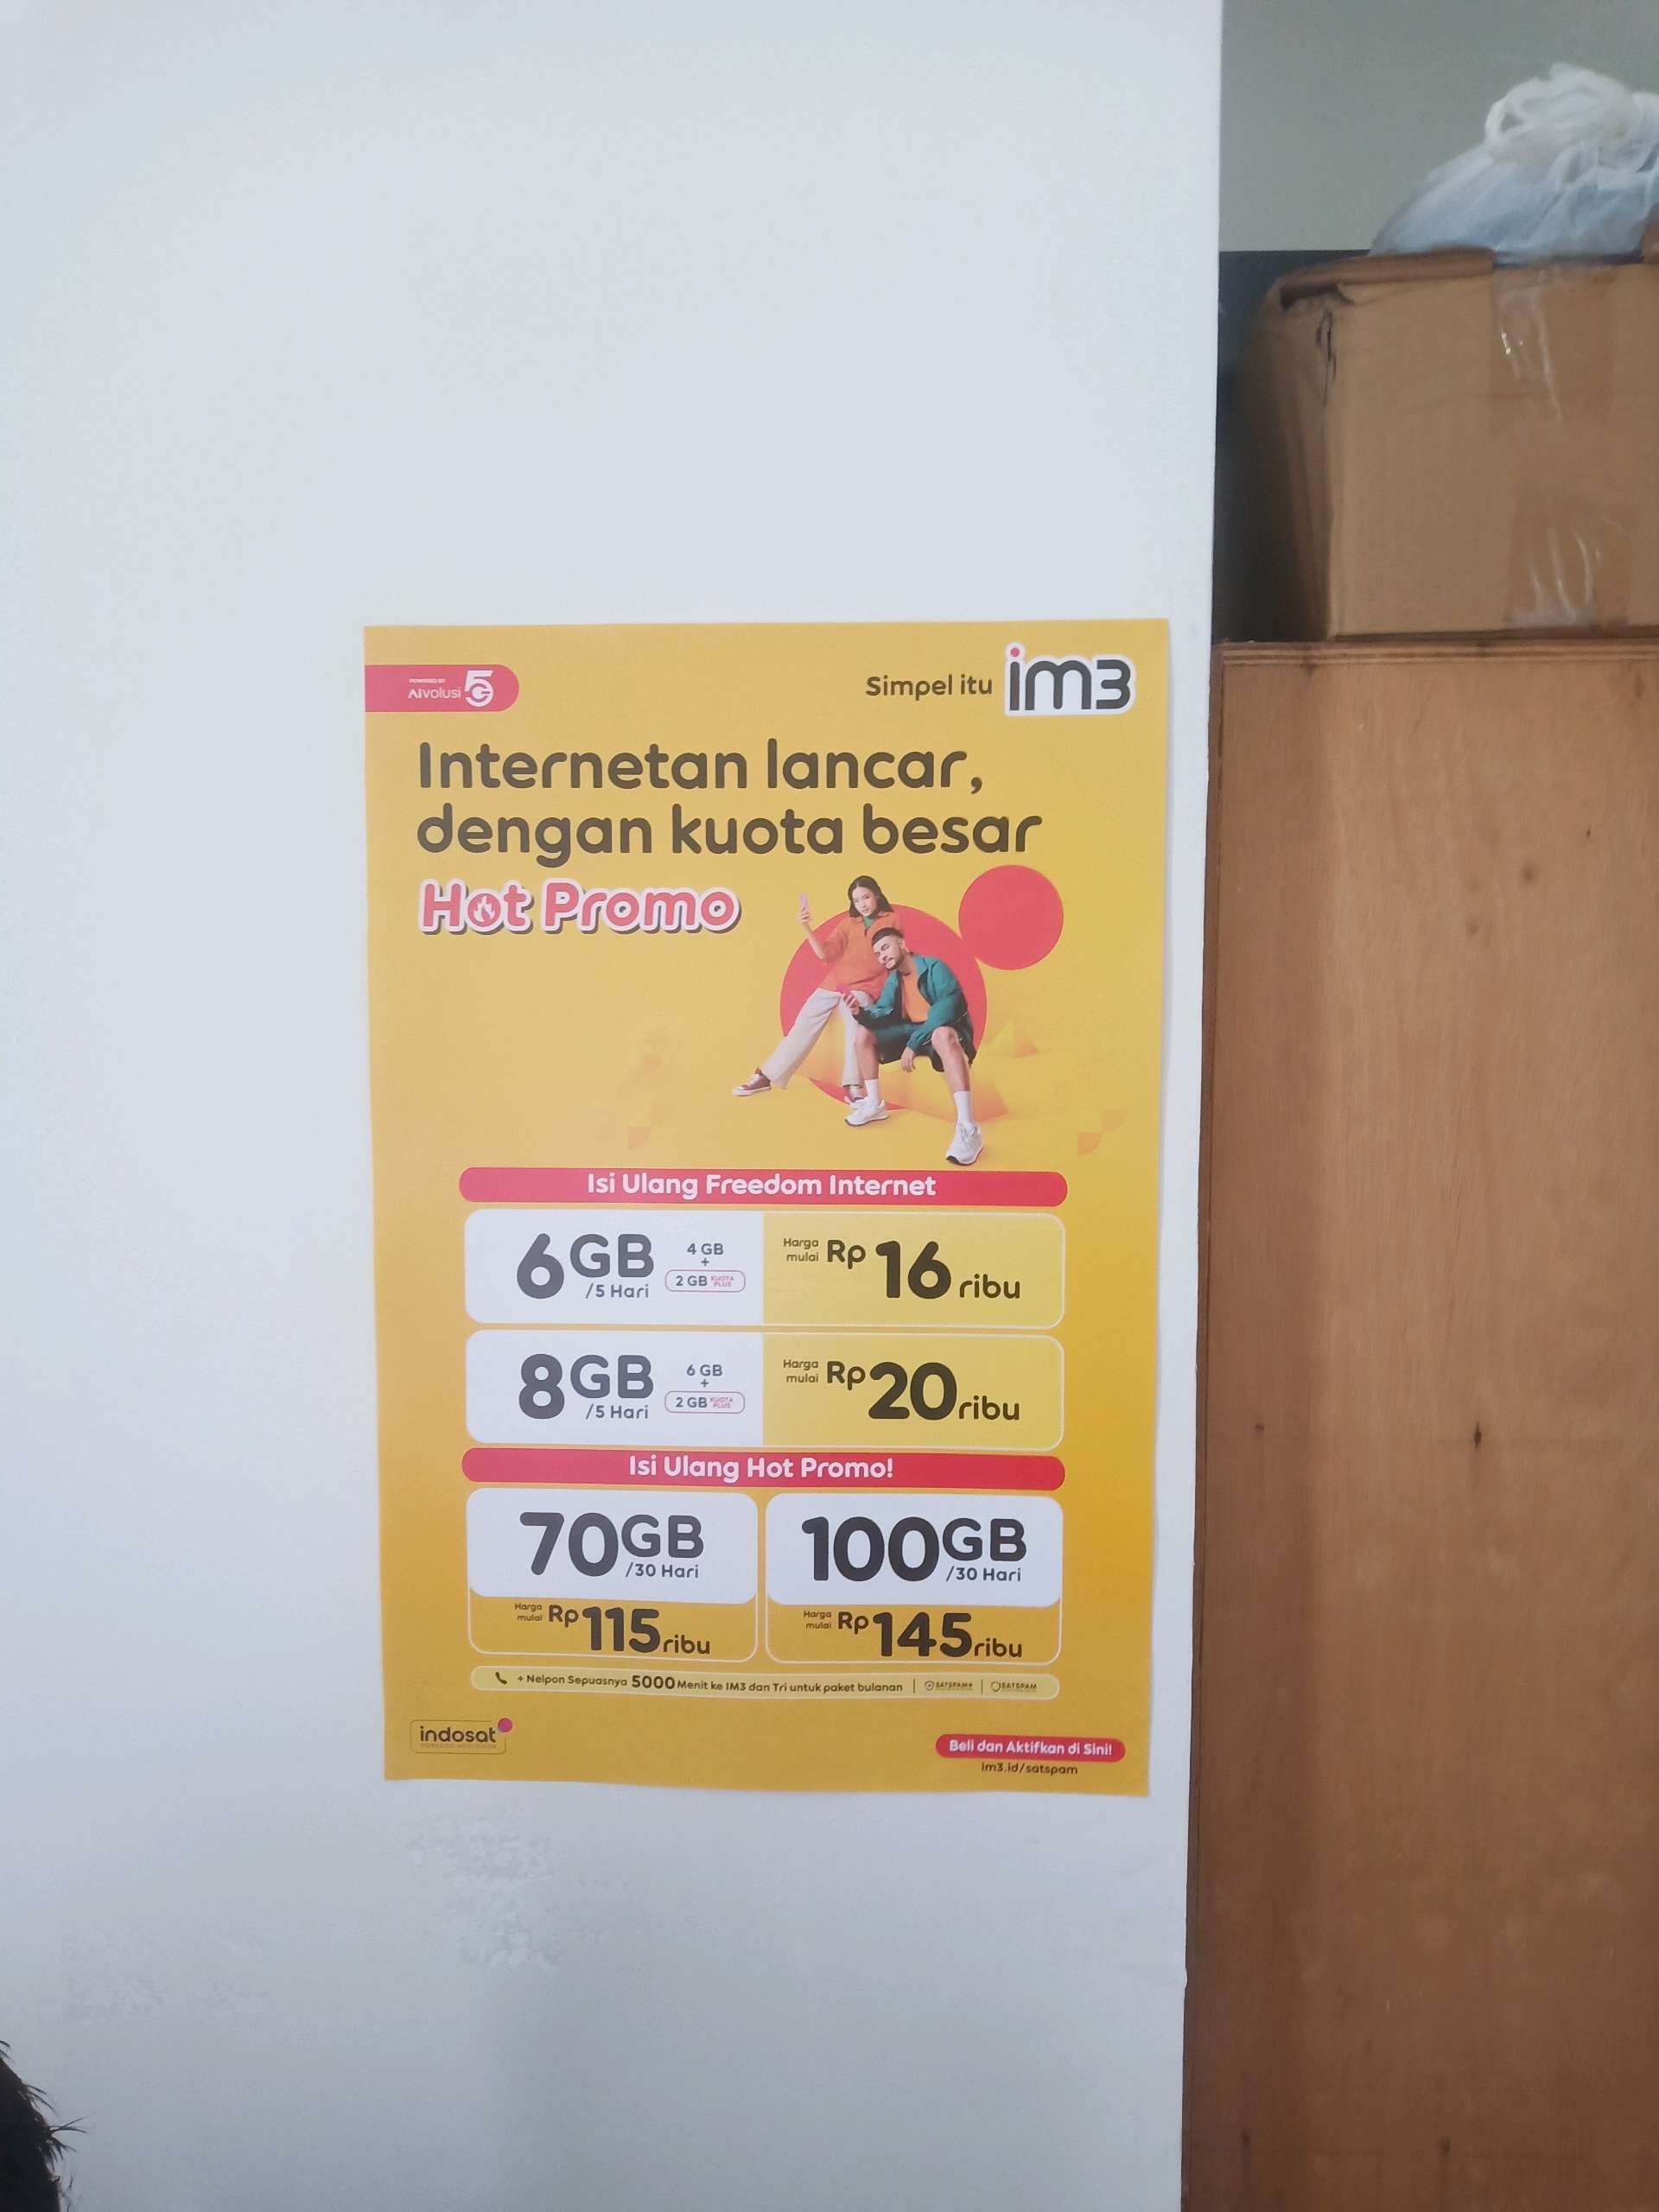 POWERED BY
AIvolusi 5G
Simpel itu im3
Internetan lancar,
dengan kuota besar
Hot Promo
Isi Ulang Freedom Internet
6GB
/5 Hari
4 GB
+
2 GB KUOTA PLUS
Harga mulai Rp 16 ribu
8GB
/5 Hari
6 GB
+
2 GB KUOTA PLUS
Harga mulai Rp 20 ribu
Isi Ulang Hot Promo!
70GB
/30 Hari
Harga mulai Rp 115 ribu
100GB
/30 Hari
Harga mulai Rp 145 ribu
+ Nelpon Sepuasnya 5000 Menit ke IM3 dan Tri untuk paket bulanan | SATSPAM+ | SATSPAM
indosat
Beli dan Aktifkan di Sini!
im3.id/satspam